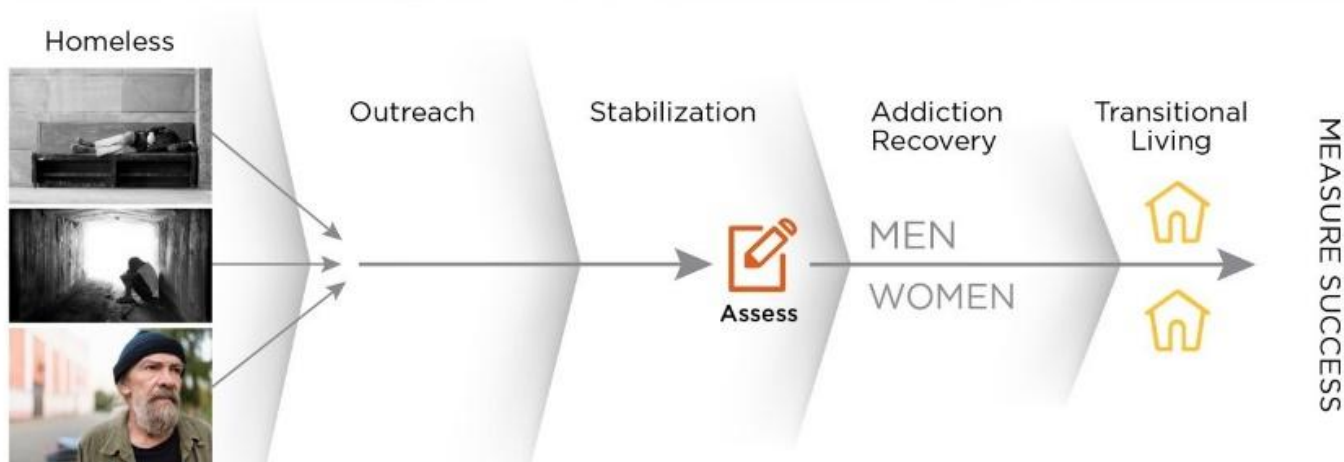 Homeless
Outreach
Stabilization
Assess
Addiction
Recovery
MEN
WOMEN
Transitional
Living
MEASURE SUCCESS